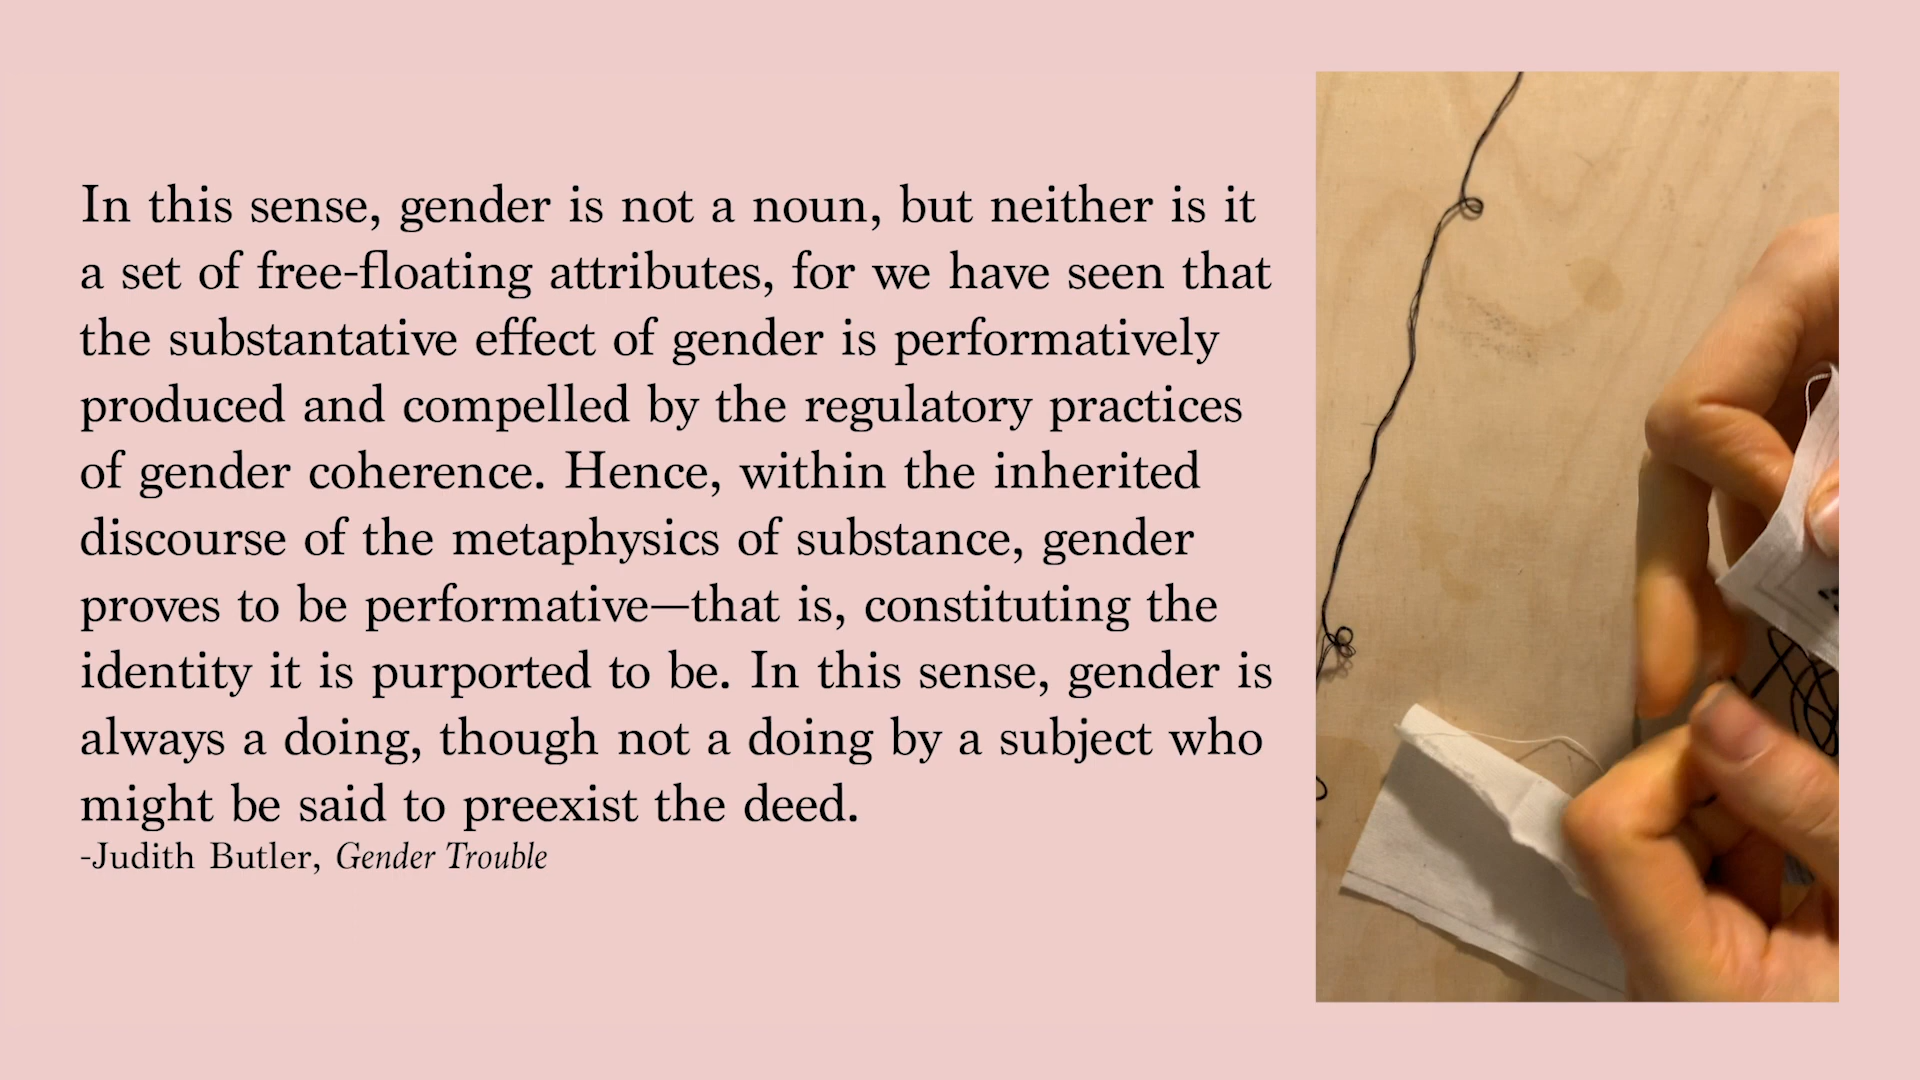 In this sense, gender is not a noun, but neither is it
a set of free-floating attributes, for we have seen that
the substantative effect of gender is performatively
produced and compelled by the regulatory practices
of gender coherence. Hence, within the inherited
discourse of the metaphysics of substance, gender
proves to be performative—that is, constituting the
identity it is purported to be. In this sense, gender is
always a doing, though not a doing by a subject who
might be said to preexist the deed.
-Judith Butler, Gender Trouble